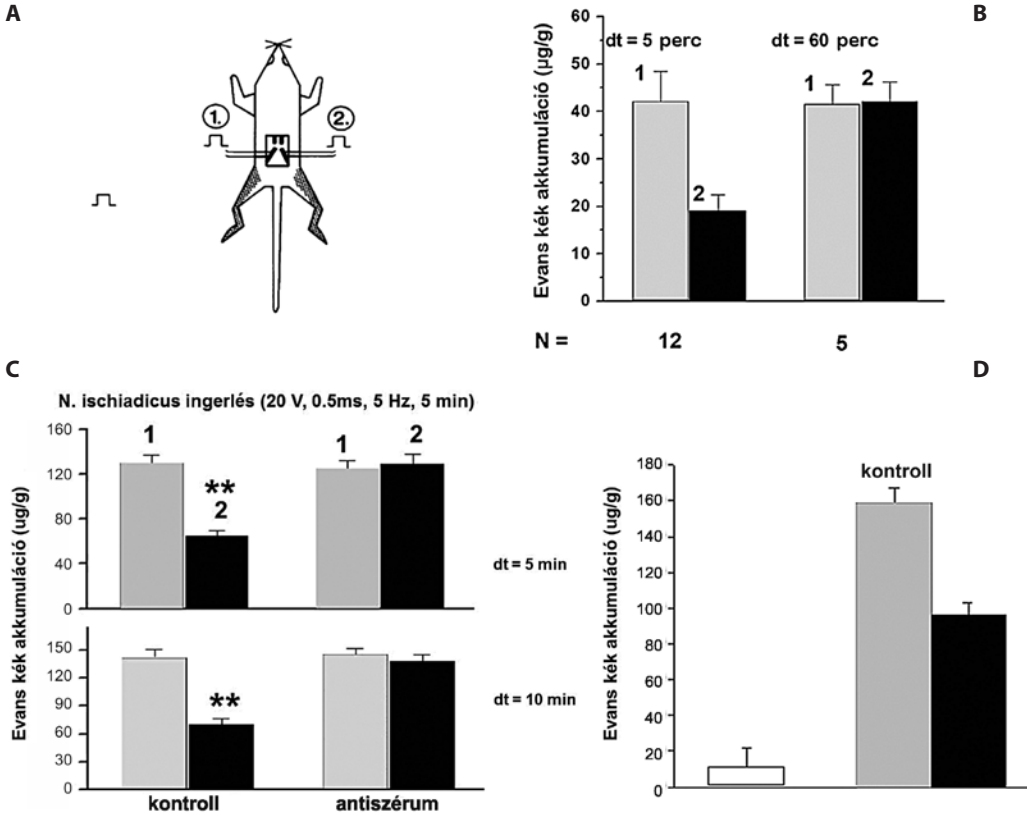 A
1.
2.
B
Evans kék akkumuláció (µg/g)
60
50
40
30
20
10
0
dt = 5 perc
dt = 60 perc
1
2
1
2
N =
12
5
C
N. ischiadicus ingerlés (20 V, 0.5ms, 5 Hz, 5 min)
Evans kék akkumuláció (ug/g)
160
120
80
40
0
1
**
2
1
2
dt = 5 min
150
120
90
60
30
0
**
dt = 10 min
kontroll
antiszérum
D
Evans kék akkumuláció (ug/g)
180
160
140
120
100
80
60
40
20
0
kontroll